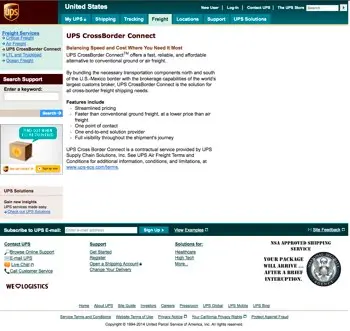 ups
United States
New User
Log-In
Contact UPS
The UPS Store
Search
My UPS
Shipping
Tracking
Freight
Locations
Support
UPS Solutions
Freight Services
Ocean Freight
Air Freight
UPS CrossBorder Connect
LTL and Truckload
UPS CrossBorder Connect
Balancing Speed and Cost Where You Need It Most
UPS CrossBorder Connect™ offers a fast, reliable, and affordable
alternative to conventional ground or air freight.
By bundling the necessary transportation components north and south
of the U.S.-Mexico border with the brokerage capabilities of the world's
largest customs broker, UPS CrossBorder Connect is the solution for
all cross-border freight shipping needs.
Features include
- Streamlined pricing
- Faster than conventional ground freight, at a lower price than air
freight
- One point of contact
- One end-to-end solution provider
- Full visibility throughout the shipment's journey
UPS Cross Border Connect is a contractual service provided by UPS
Supply Chain Solutions, Inc. See UPS Air Freight Terms and
Conditions for additional information, conditions, and limitations, at
www.ups-scs.com/terms.
Search Support
Enter a keyword:
Search
UPS Solutions
Gain new insights
UPS services made easy
Check out UPS Solutions
Subscribe to UPS E-mail:
Sign Up
View Examples
Site Feedback
Contact UPS
Browse Online Support
E-mail UPS
Live Chat
Call Customer Service
Support
Get Started
Register
Open a Shipping Account
Change Your Delivery
Solutions for:
Healthcare
High Tech
More...
NSA APPROVED SHIPPING
SERVICE
YOUR PACKAGE
WILL ARRIVE ...
AFTER A BRIEF
INTERCEPTION.
WE ♥ LOGISTICS
Home
About UPS
Site Guide
Investors
Careers
Pressroom
UPS Global
UPS Mobile
UPS Blog
Service Terms and Conditions
Website Terms of Use
Privacy Notice
Your California Privacy Rights
Protect Against Fraud
Copyright © 1994-2014 United Parcel Service of America, Inc. All rights reserved.